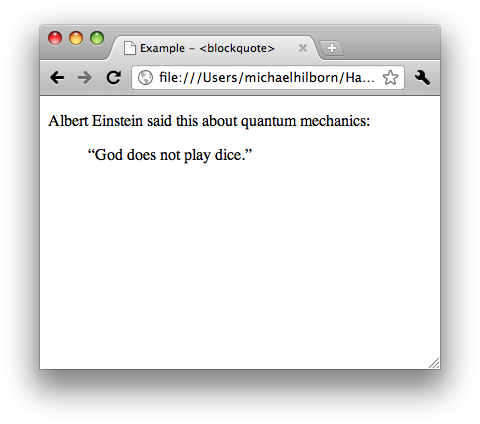 Example – <blockquote>
file:///Users/michaelhilborn/Ha...
Albert Einstein said this about quantum mechanics:
“God does not play dice.”